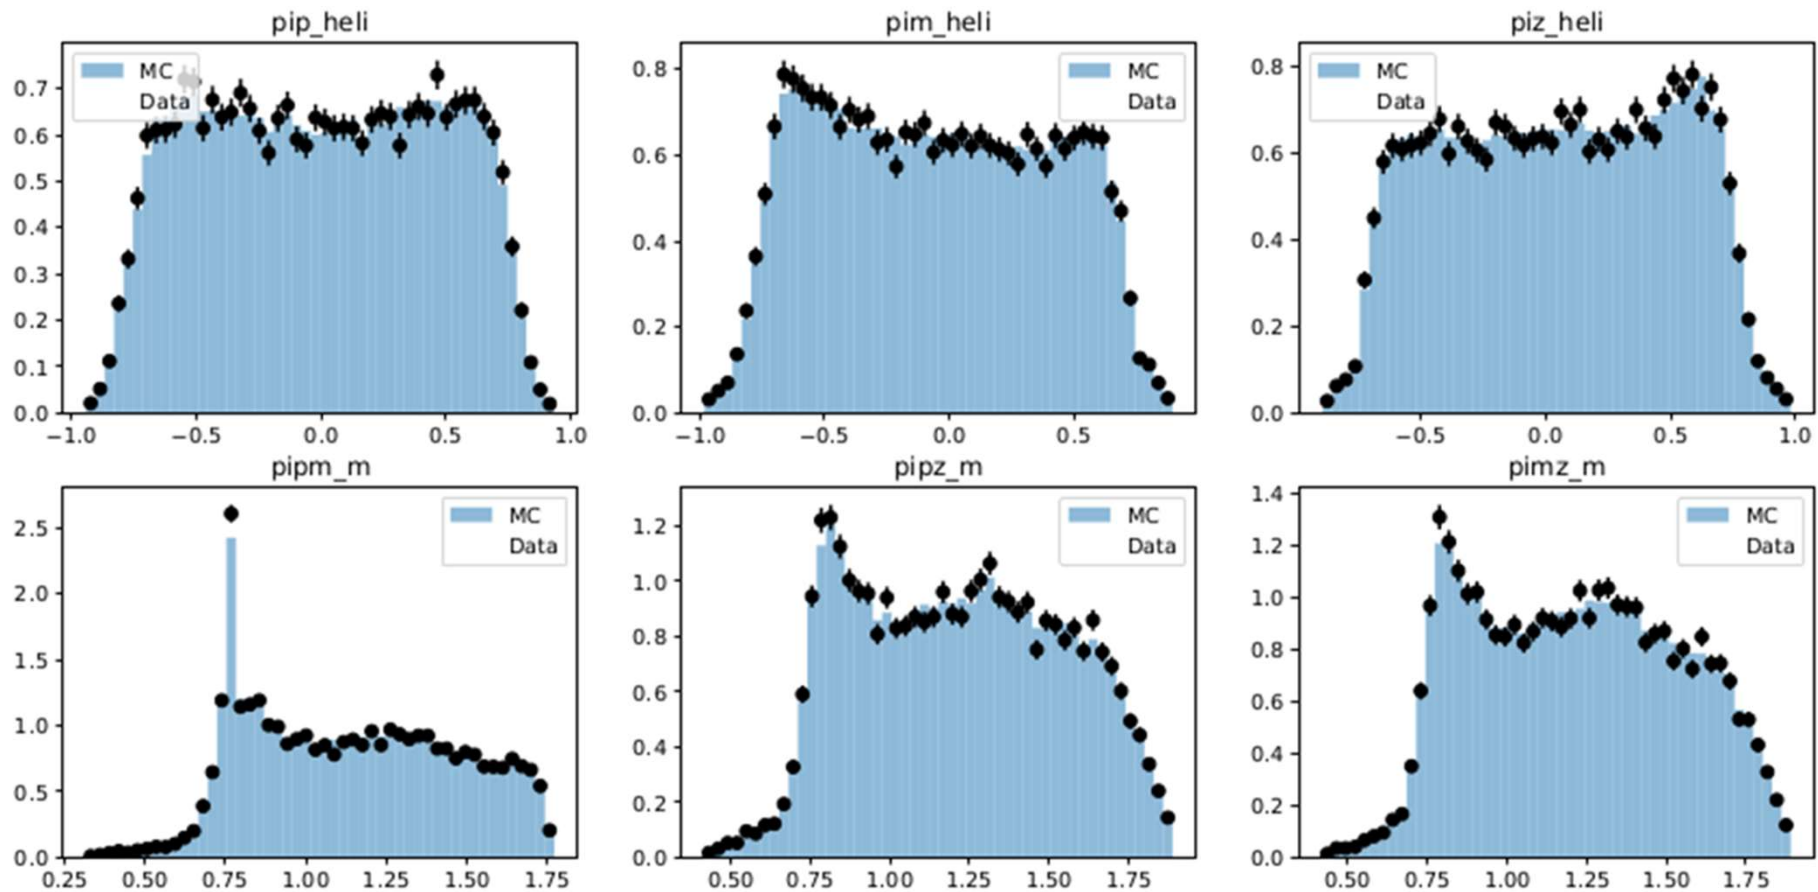 pip_heli
pim_heli
piz_heli
MC
Data
MC
Data
MC
Data
0.7
0.6
0.5
0.4
0.3
0.2
0.1
0.0
0.8
0.6
0.4
0.2
0.0
0.8
0.6
0.4
0.2
0.0
−1.0 −0.5 0.0 0.5 1.0
−1.0 −0.5 0.0 0.5
−0.5 0.0 0.5 1.0
pipm_m
pipz_m
pimz_m
MC
Data
MC
Data
MC
Data
2.5
2.0
1.5
1.0
0.5
0.0
1.2
1.0
0.8
0.6
0.4
0.2
0.0
1.4
1.2
1.0
0.8
0.6
0.4
0.2
0.0
0.25 0.50 0.75 1.00 1.25 1.50 1.75
0.50 0.75 1.00 1.25 1.50 1.75
0.50 0.75 1.00 1.25 1.50 1.75